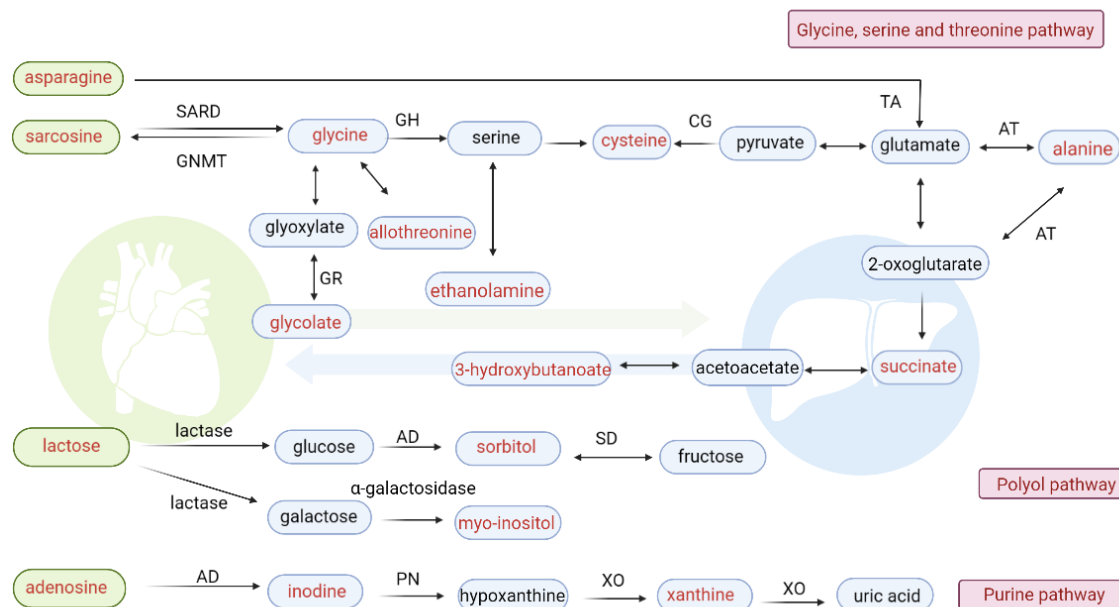 Glycine, serine and threonine pathway
asparagine
SARD
TA
sarcosine
glycine
GH
serine
cysteine
CG
pyruvate
glutamate
AT
alanine
GNMT
glyoxylate
allothreonine
AT
2-oxoglutarate
GR
ethanolamine
glycolate
3-hydroxybutanoate
acetoacetate
succinate
lactose
lactase
glucose
AD
sorbitol
SD
fructose
Polyol pathway
lactase
α-galactosidase
galactose
myo-inositol
adenosine
AD
inodine
PN
hypoxanthine
XO
xanthine
XO
uric acid
Purine pathway